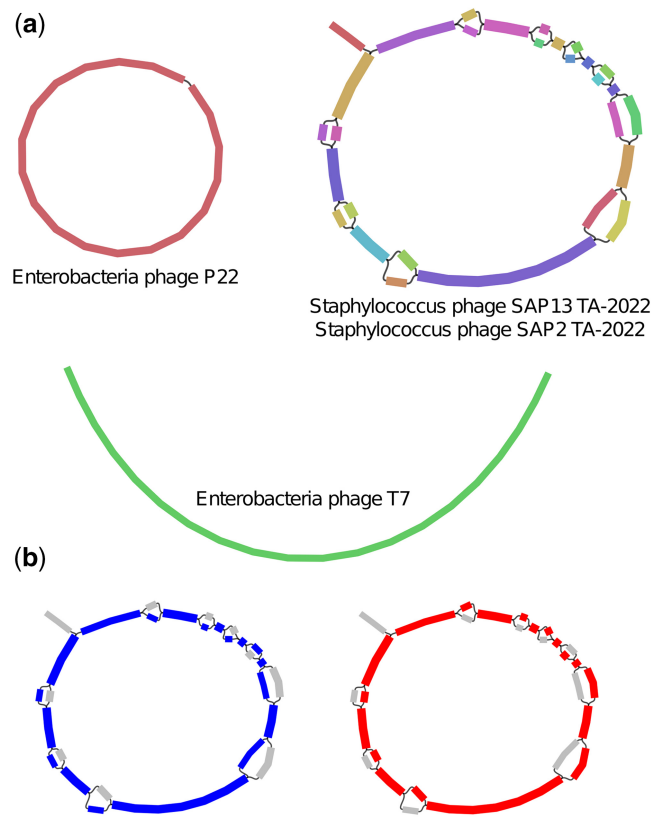 (a)
Enterobacteria phage P22
Staphylococcus phage SAP13 TA-2022
Staphylococcus phage SAP2 TA-2022
Enterobacteria phage T7
(b)